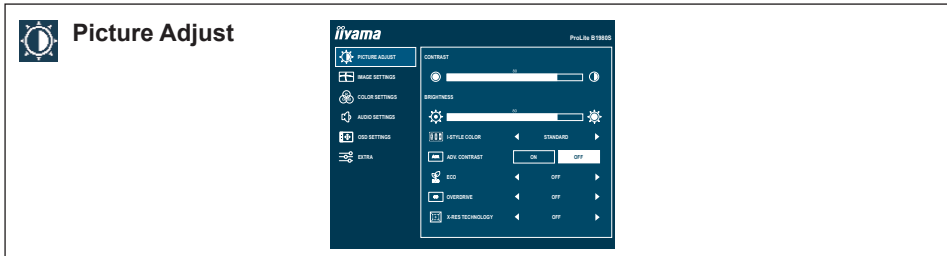 Picture Adjust
iiyama
ProLite B1980S
PICTURE ADJUST
IMAGE SETTINGS
COLOR SETTINGS
AUDIO SETTINGS
OSD SETTINGS
EXTRA
CONTRAST
BRIGHTNESS
I-STYLE COLOR STANDARD
ADV. CONTRAST ON OFF
ECO OFF
OVERDRIVE OFF
X-RES TECHNOLOGY OFF